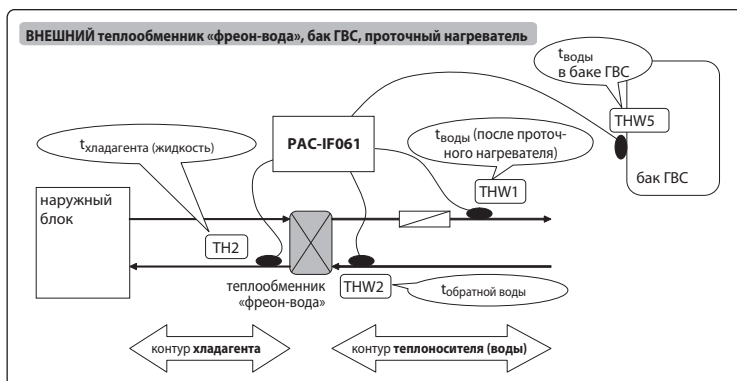 ВНЕШНИЙ теплообменник «фреон-вода», бак ГВС, проточный нагреватель
tводы
в баке ГВС
THW5
бак ГВС
PAC-IF061
tводы (после проточ-
ного нагревателя)
THW1
tхладагента (жидкость)
наружный
блок
TH2
теплообменник
«фреон-вода»
THW2
tобратной воды
контур хладагента
контур теплоносителя (воды)